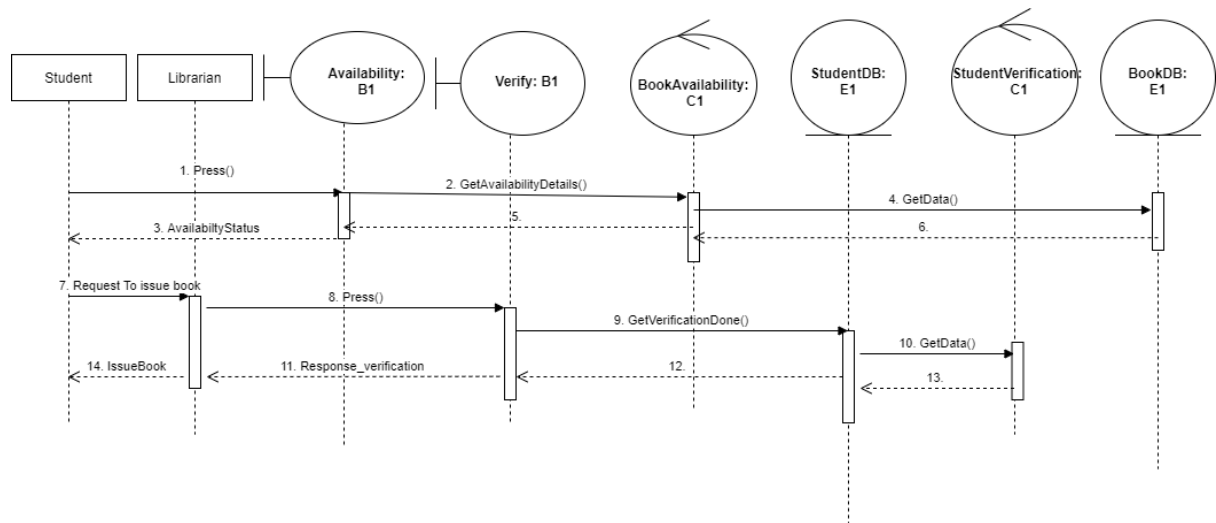 Student
Librarian
Availability:
B1
Verify: B1
BookAvailability:
C1
StudentDB:
E1
StudentVerification:
C1
BookDB:
E1
1. Press()
2. GetAvailabilityDetails()
4. GetData()
3. AvailabiltyStatus
5.
6.
7. Request To issue book
8. Press()
9. GetVerificationDone()
10. GetData()
14. IssueBook
11. Response_verification
12.
13.